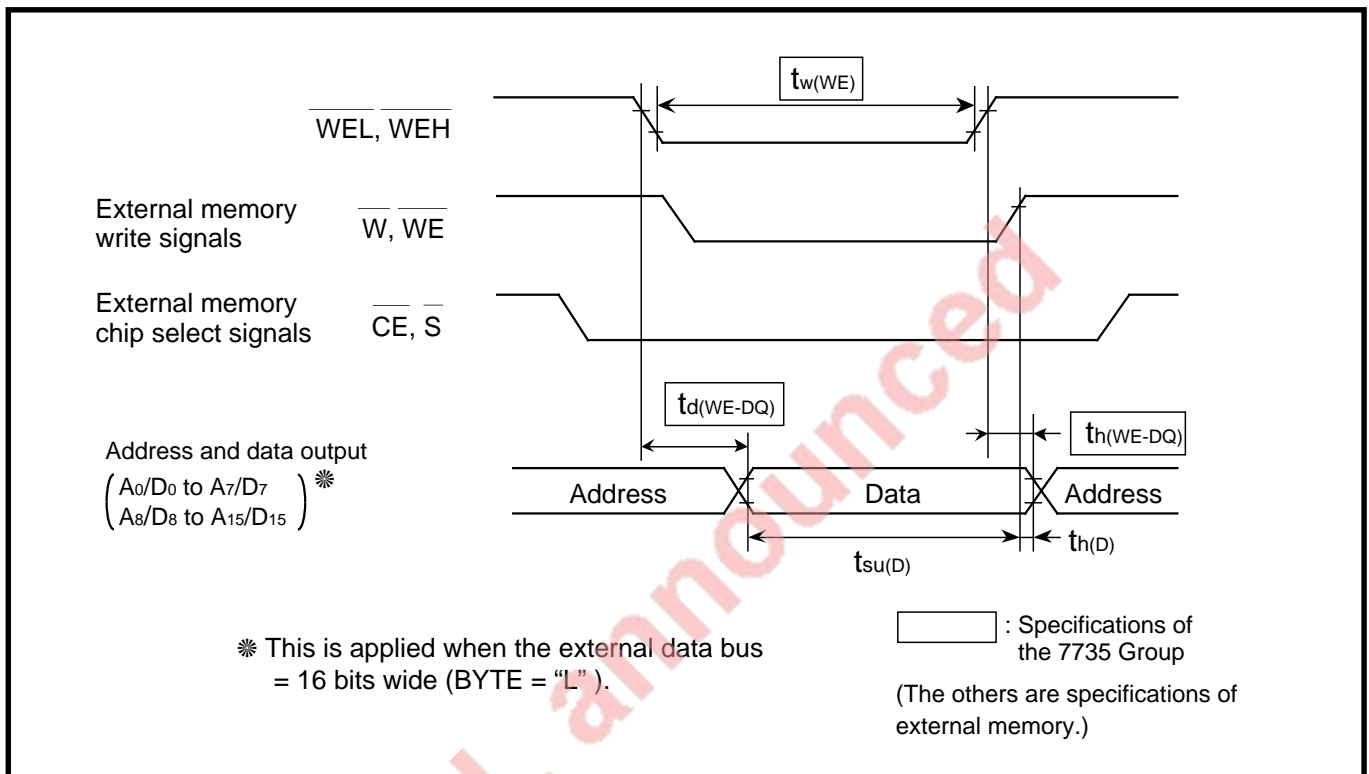 tw(WE)
WEL, WEH
External memory write signals
W, WE
External memory chip select signals
CE, S
td(WE-DQ)
th(WE-DQ)
Address and data output
(A0/D0 to A7/D7
A8/D8 to A15/D15) ❋
Address
Data
Address
tsu(D)
th(D)
❋ This is applied when the external data bus
= 16 bits wide (BYTE = “L” ).
: Specifications of
the 7735 Group
(The others are specifications of
external memory.)
announced